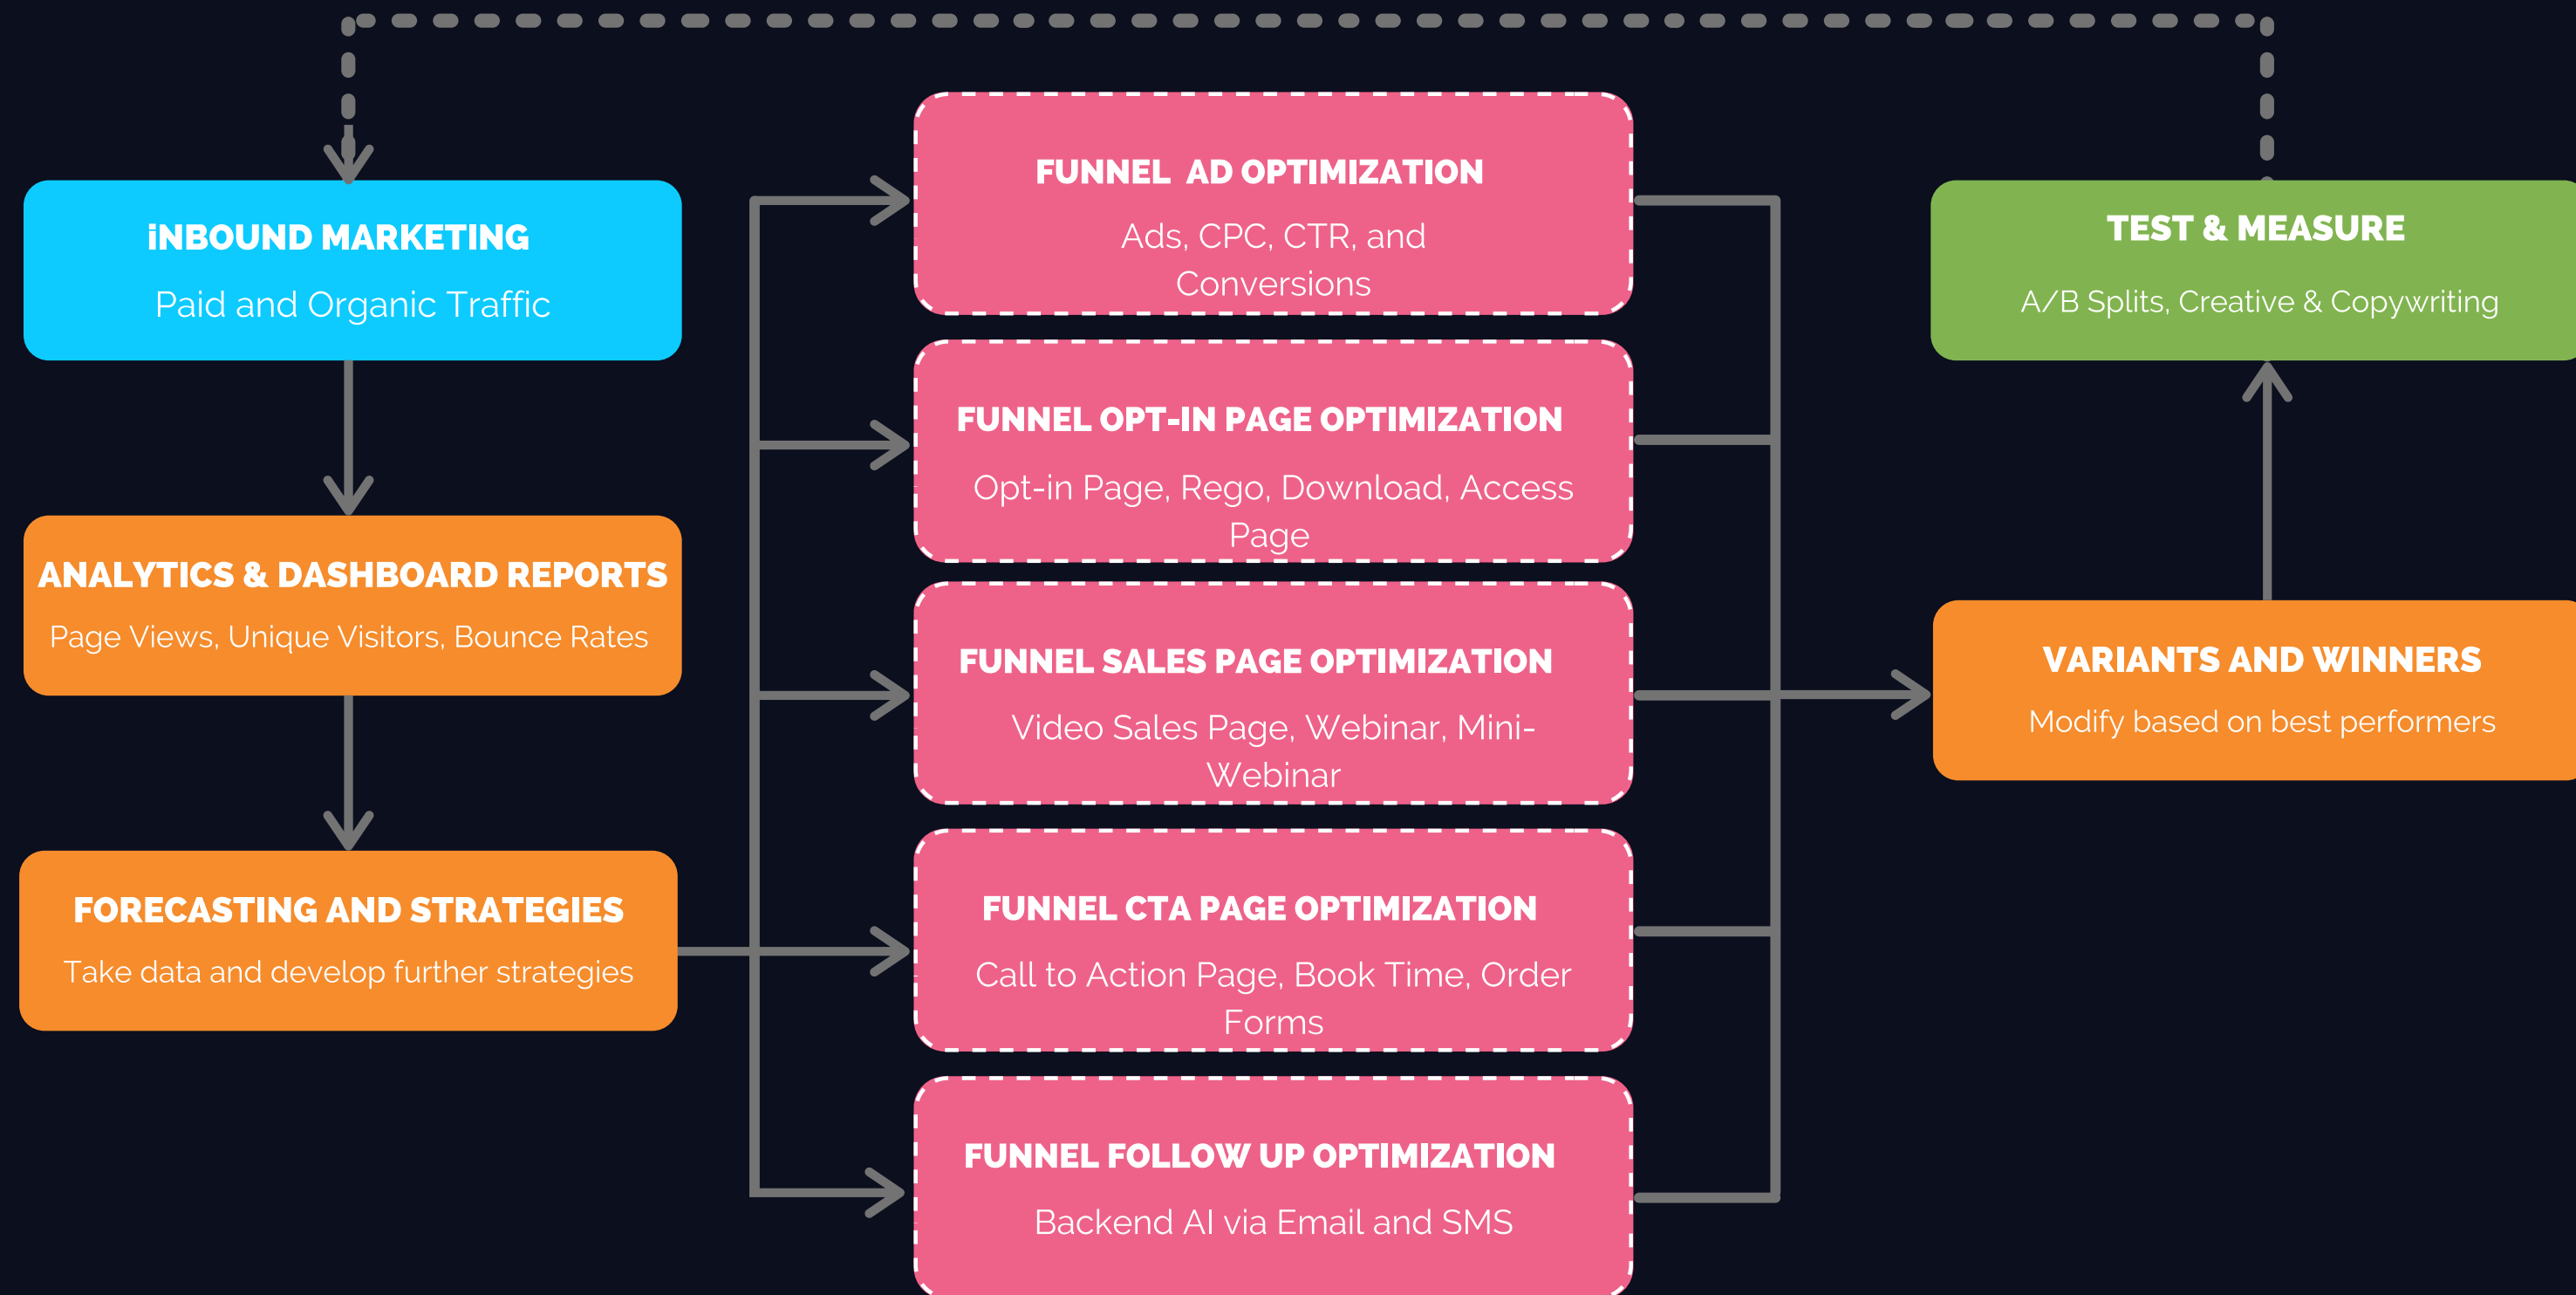 iNBOUND MARKETING
Paid and Organic Traffic
ANALYTICS & DASHBOARD REPORTS
Page Views, Unique Visitors, Bounce Rates
FORECASTING AND STRATEGIES
Take data and develop further strategies
FUNNEL AD OPTIMIZATION
Ads, CPC, CTR, and
Conversions
FUNNEL OPT-IN PAGE OPTIMIZATION
Opt-in Page, Rego, Download, Access
Page
FUNNEL SALES PAGE OPTIMIZATION
Video Sales Page, Webinar, Mini-
Webinar
FUNNEL CTA PAGE OPTIMIZATION
Call to Action Page, Book Time, Order
Forms
FUNNEL FOLLOW UP OPTIMIZATION
Backend AI via Email and SMS
TEST & MEASURE
A/B Splits, Creative & Copywriting
VARIANTS AND WINNERS
Modify based on best performers